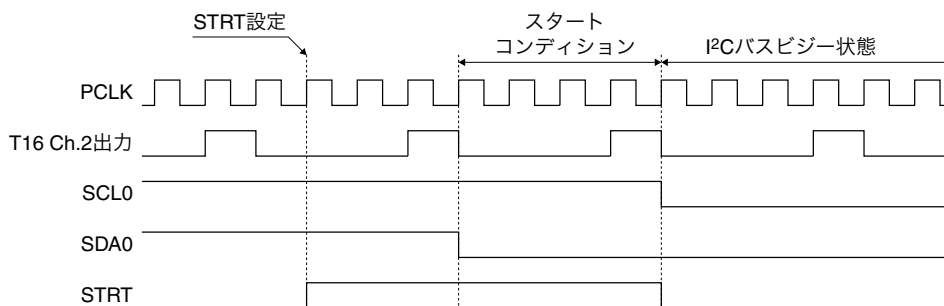 STRT設定
スタート
コンディション
I²Cバスビジー状態
PCLK
T16 Ch.2出力
SCL0
SDA0
STRT